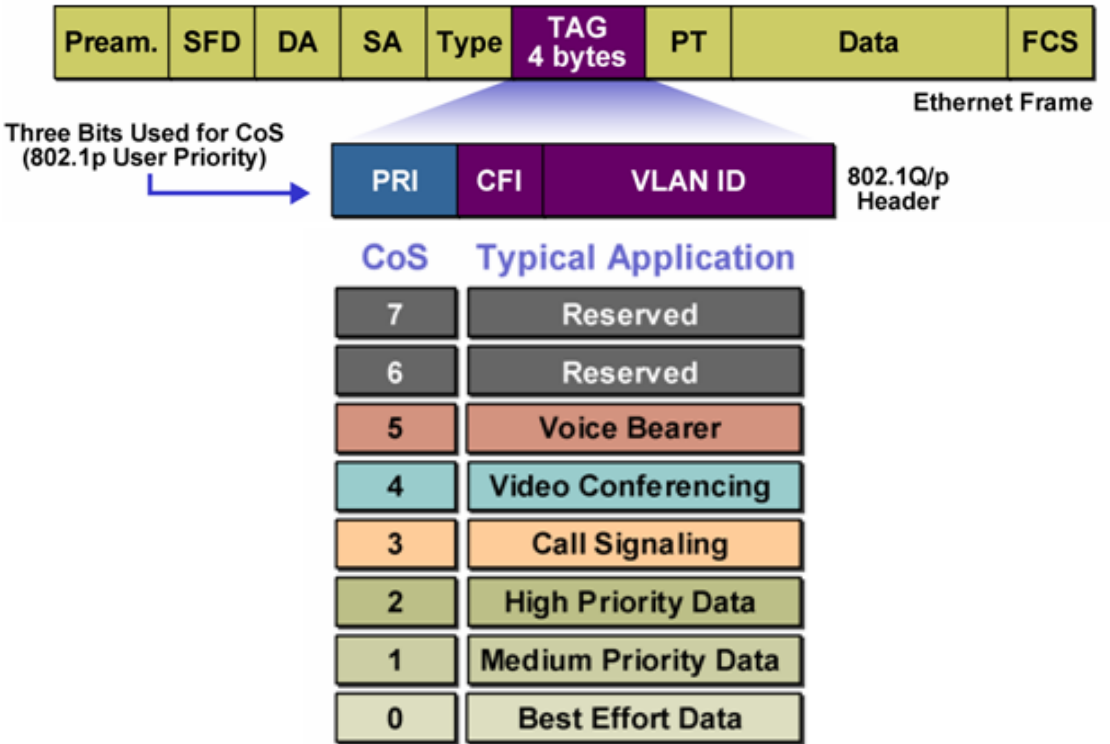 Pream. SFD DA SA Type TAG 4 bytes PT Data FCS
Ethernet Frame
Three Bits Used for CoS
(802.1p User Priority)
PRI CFI VLAN ID
802.1Q/p
Header
CoS Typical Application
7 Reserved
6 Reserved
5 Voice Bearer
4 Video Conferencing
3 Call Signaling
2 High Priority Data
1 Medium Priority Data
0 Best Effort Data